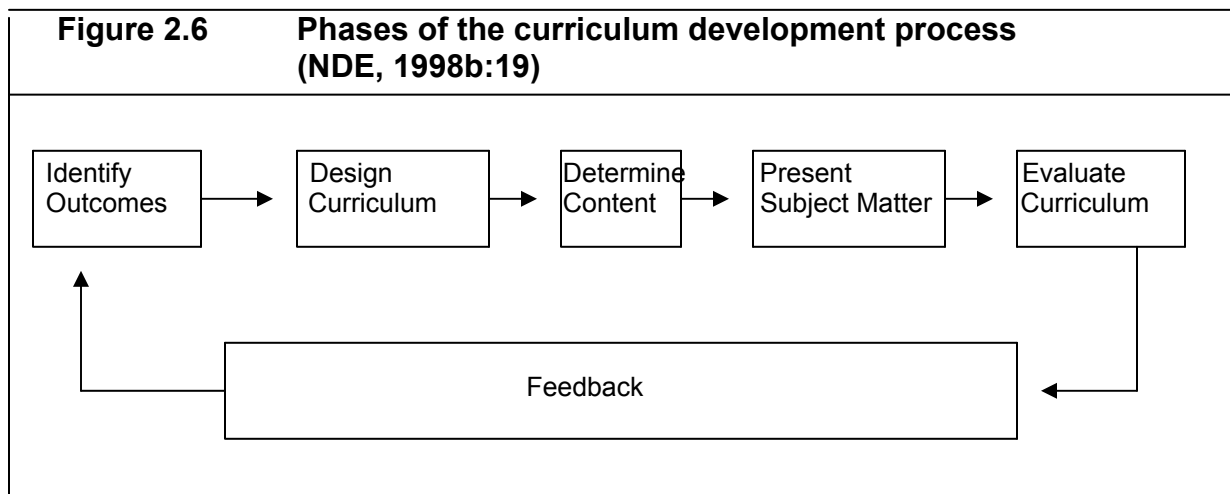 Figure 2.6 Phases of the curriculum development process
(NDE, 1998b:19)
Identify
Outcomes
Design
Curriculum
Determine
Content
Present
Subject Matter
Evaluate
Curriculum
Feedback